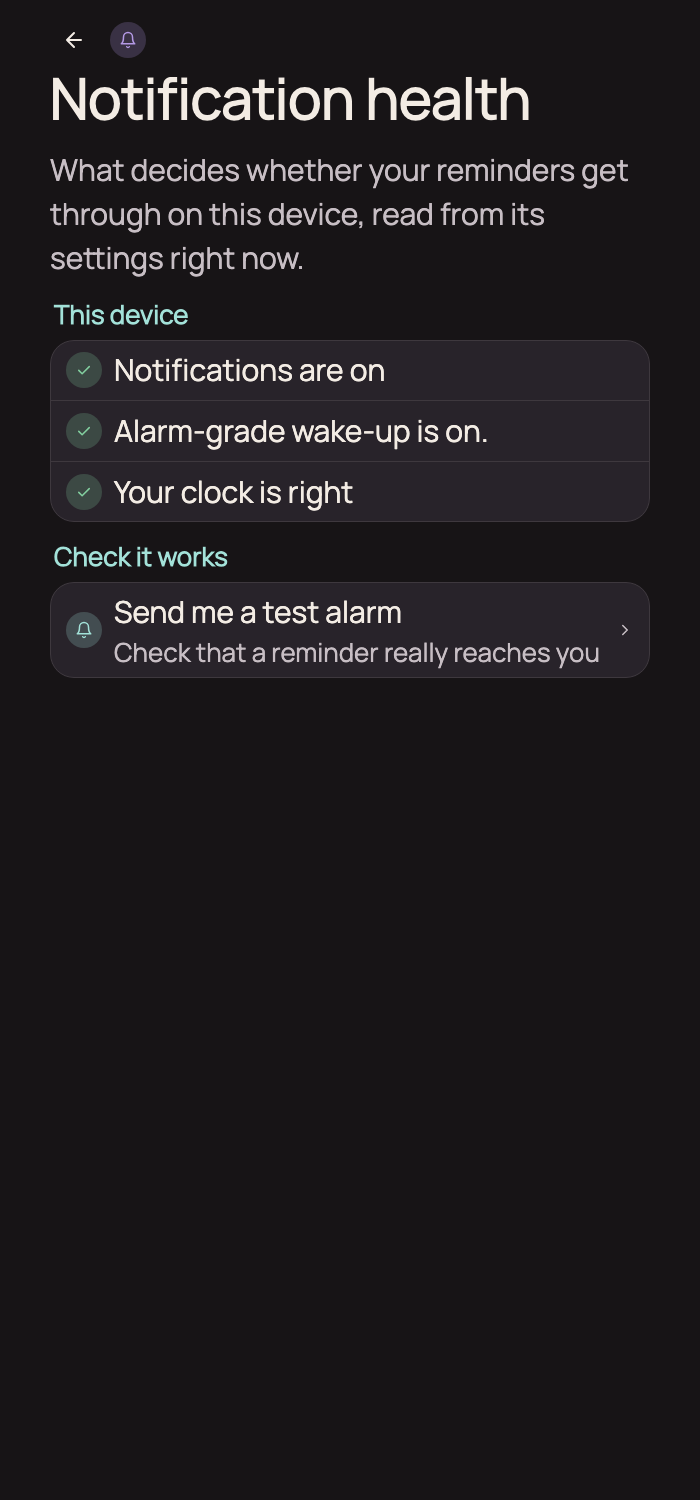 Notification health
What decides whether your reminders get
through on this device, read from its
settings right now.
This device
Notifications are on
Alarm-grade wake-up is on.
Your clock is right
Check it works
Send me a test alarm
Check that a reminder really reaches you